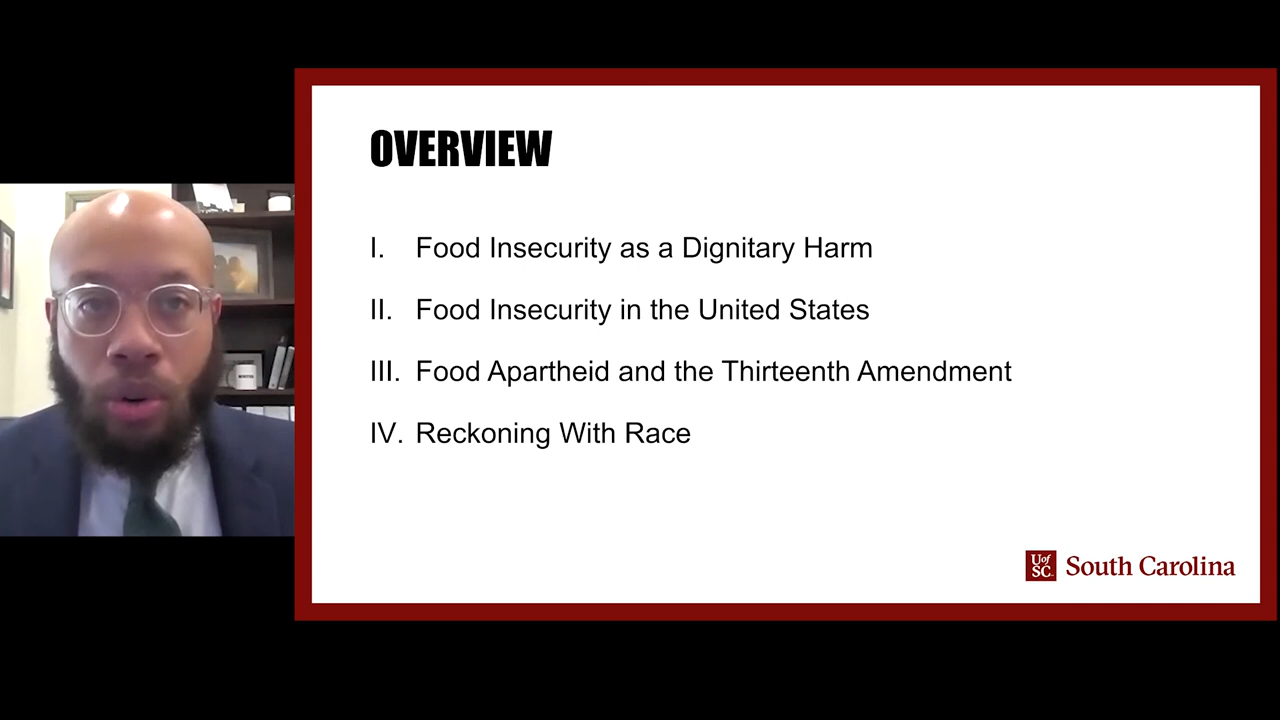 OVERVIEW
I. Food Insecurity as a Dignitary Harm
II. Food Insecurity in the United States
III. Food Apartheid and the Thirteenth Amendment
IV. Reckoning With Race
UofSC South Carolina